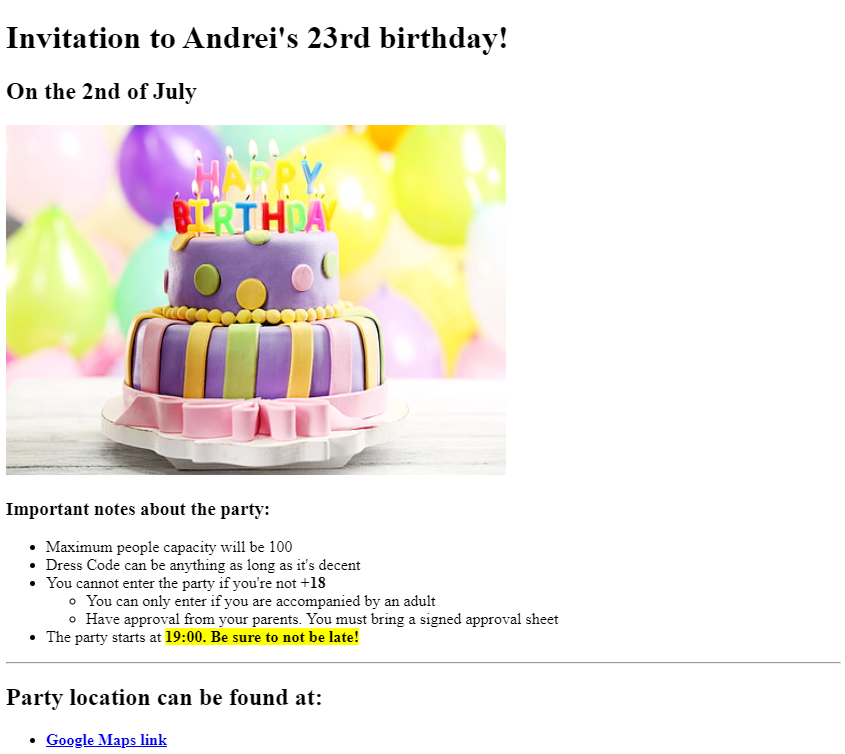 Invitation to Andrei's 23rd birthday!
On the 2nd of July
HAPPY
BIRTHDAY
Important notes about the party:
Maximum people capacity will be 100
Dress Code can be anything as long as it's decent
You cannot enter the party if you're not +18
You can only enter if you are accompanied by an adult
Have approval from your parents. You must bring a signed approval sheet
The party starts at 19:00. Be sure to not be late!
Party location can be found at:
Google Maps link